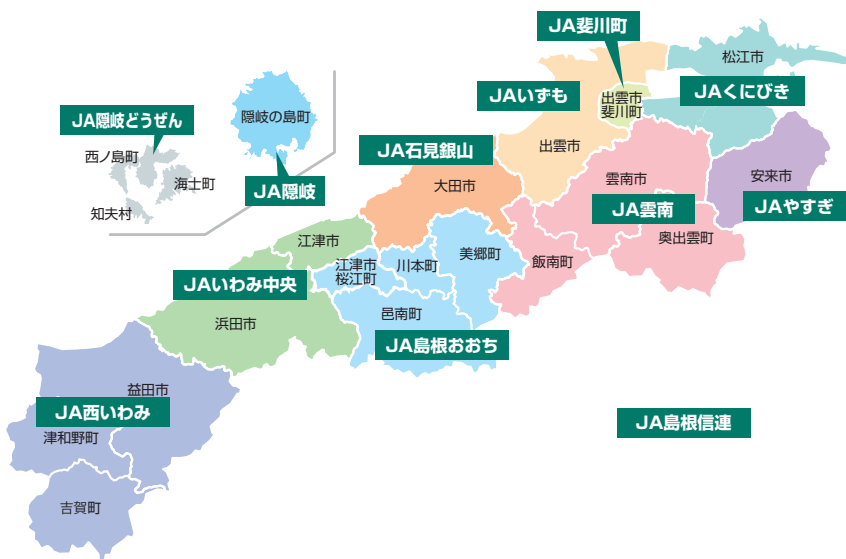 JA斐川町
松江市
JAくにびき
JAいずも
出雲市
斐川町
隠岐の島町
JA隠岐どうぜん
西ノ島町
海士町
知夫村
JA隠岐
JA石見銀山
大田市
出雲市
雲南市
安来市
JA雲南
JAやすぎ
奥出雲町
飯南町
美郷町
川本町
江津市
江津市
桜江町
JAいわみ中央
浜田市
邑南町
JA島根おおち
益田市
JA西いわみ
津和野町
吉賀町
JA島根信連